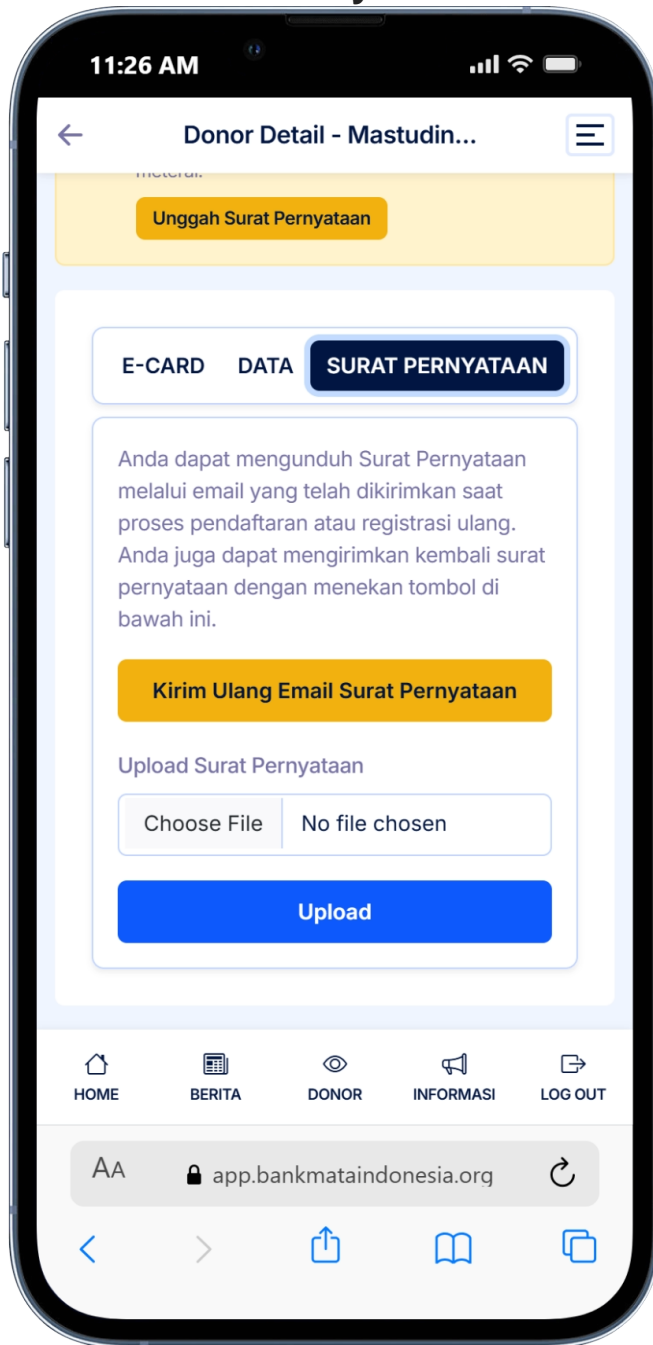 11:26 AM
Donor Detail - Mastudin...
meterai.
Unggah Surat Pernyataan
E-CARD DATA SURAT PERNYATAAN
Anda dapat mengunduh Surat Pernyataan
melalui email yang telah dikirimkan saat
proses pendaftaran atau registrasi ulang.
Anda juga dapat mengirimkan kembali surat
pernyataan dengan menekan tombol di
bawah ini.
Kirim Ulang Email Surat Pernyataan
Upload Surat Pernyataan
Choose File No file chosen
Upload
HOME BERITA DONOR INFORMASI LOG OUT
AA app.bankmataindonesia.org